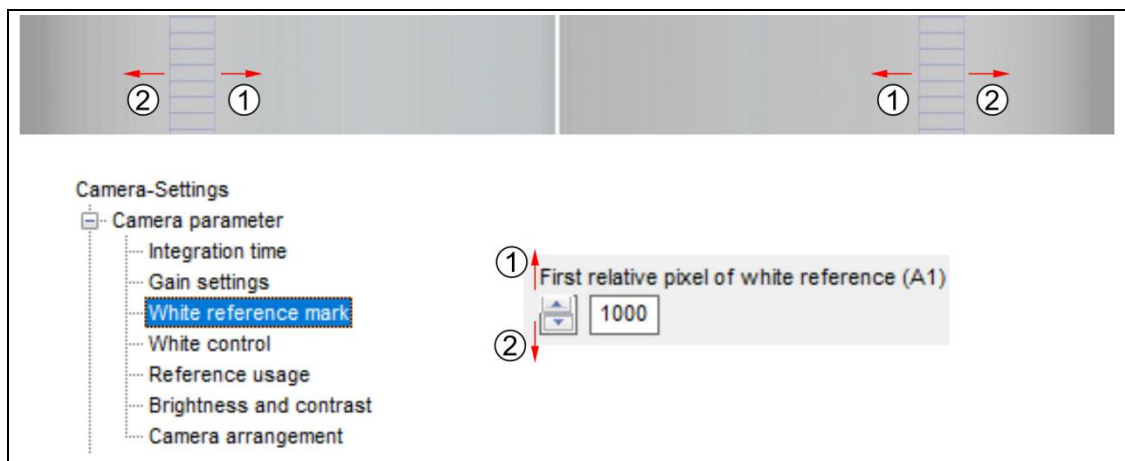 ② ① ① ②
Camera-Settings
Camera parameter
Integration time
Gain settings
White reference mark
White control
Reference usage
Brightness and contrast
Camera arrangement
①
First relative pixel of white reference (A1)
1000
②